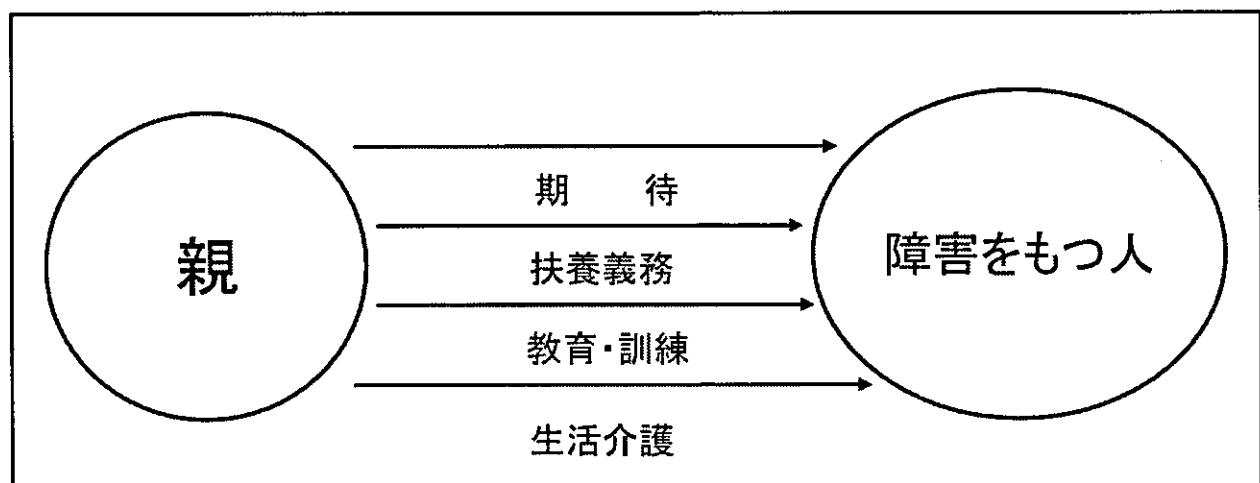 親
期　　待
扶養義務
教育・訓練
生活介護
障害をもつ人